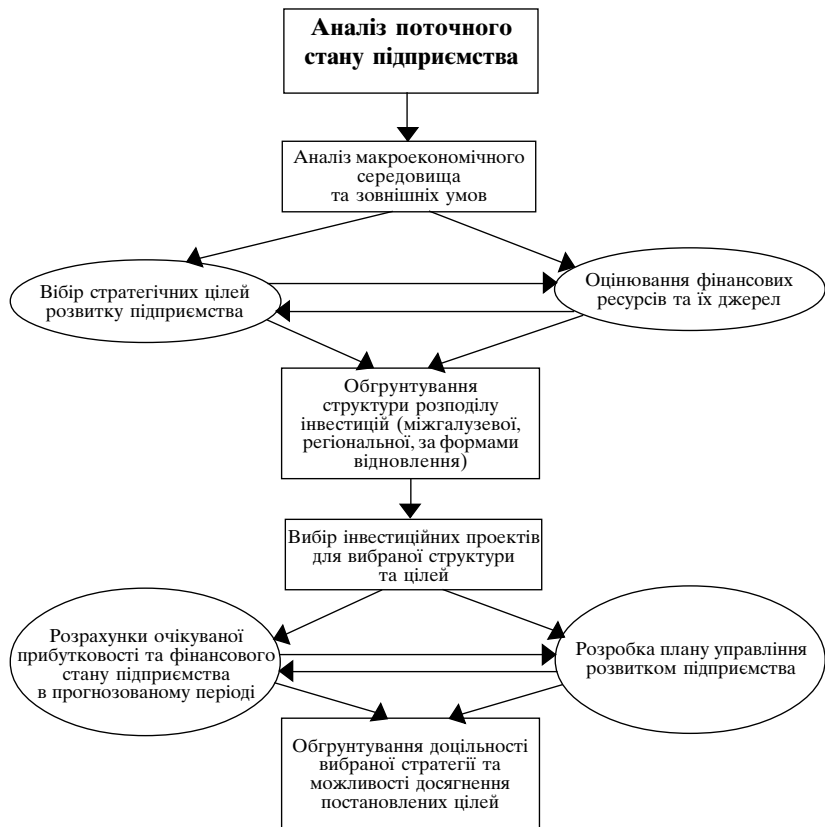 Аналіз поточного
стану підприємства
Аналіз макроекономічного
середовища
та зовнішніх умов
Вібір стратегічних цілей
розвитку підприємства
Оцінювання фінансових
ресурсів та їх джерел
Обгрунтування
структури розподілу
інвестицій (міжгалузевої,
регіональної, за формами
відновлення)
Вибір інвестиційних проектів
для вибраної структури
та цілей
Розрахунки очікуваної
прибутковості та фінансового
стану підприємства
в прогнозованому періоді
Розробка плану управління
розвитком підприємства
Обгрунтування доцільності
вибраної стратегії та
можливості досягнення
постановлених цілей